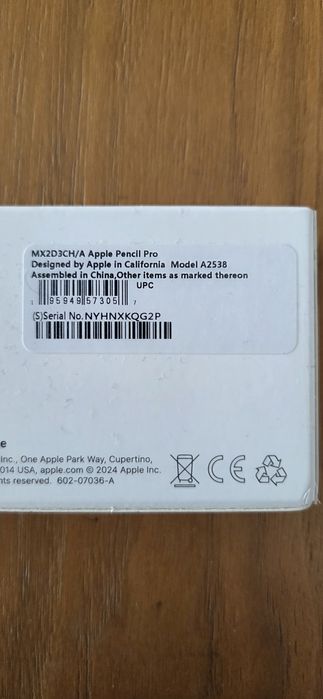 MX2D3CH/A Apple Pencil Pro
Designed by Apple in California Model A2538
Assembled in China,Other items as marked thereon
UPC
1 95949 57305 7
(S)Serial No.NYHNXKQG2P
e
Inc., One Apple Park Way, Cupertino,
014 USA, apple.com © 2024 Apple Inc.
nts reserved. 602-07036-A
CE